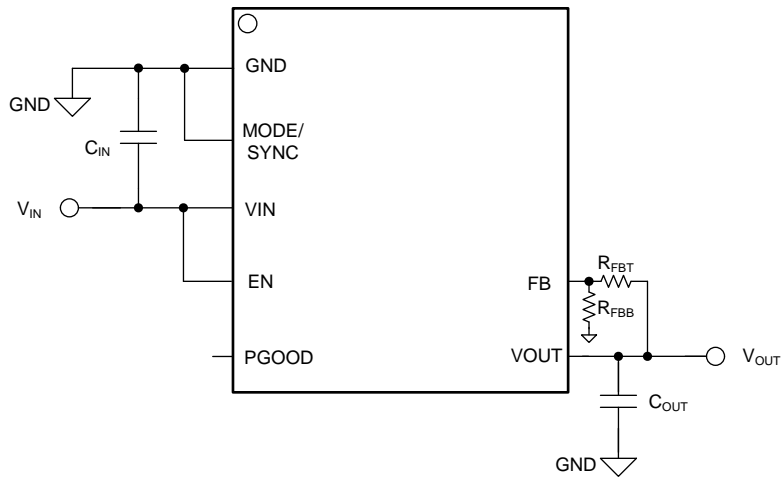 GND
GND
MODE/
SYNC
C_IN
V_IN
VIN
EN
FB
R_FBT
R_FBB
PGOOD
VOUT
V_OUT
C_OUT
GND